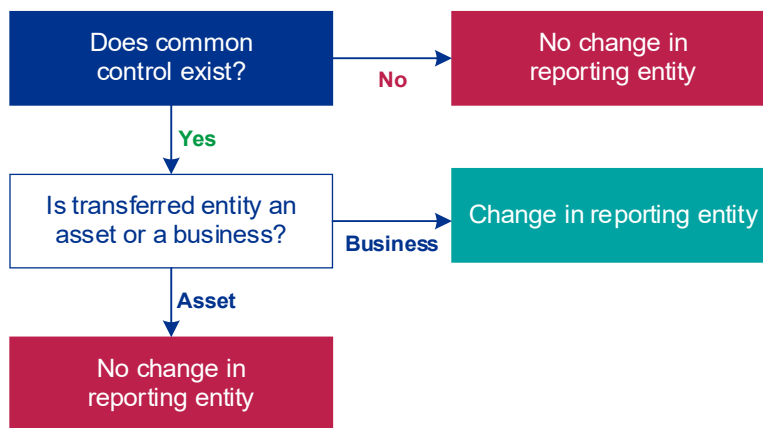 Does common
control exist?
No
No change in
reporting entity
Yes
Is transferred entity an
asset or a business?
Business
Change in reporting entity
Asset
No change in
reporting entity